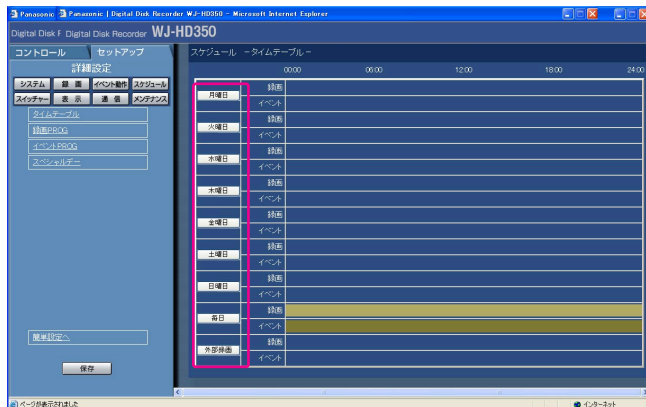 Panasonic Panasonic | Digital Disk Recorder WJ-HD350 - Microsoft Internet Explorer
Digital Disk F Digital Disk Recorder WJ-HD350
コントロール セットアップ
詳細設定
システム 録 画 イベント動作 スケジュール
スイッチャー 表 示 通 信 メンテナンス
タイムテーブル
録画PROG
イベントPROG
スペシャルデー
簡単設定へ
保存
スケジュール -タイムテーブル-
00:00 06:00 12:00 18:00 24:00
月曜日 録画
イベント
火曜日 録画
イベント
水曜日 録画
イベント
木曜日 録画
イベント
金曜日 録画
イベント
土曜日 録画
イベント
日曜日 録画
イベント
毎日 録画
イベント
外部録画 録画
イベント
ページが表示されました インターネット